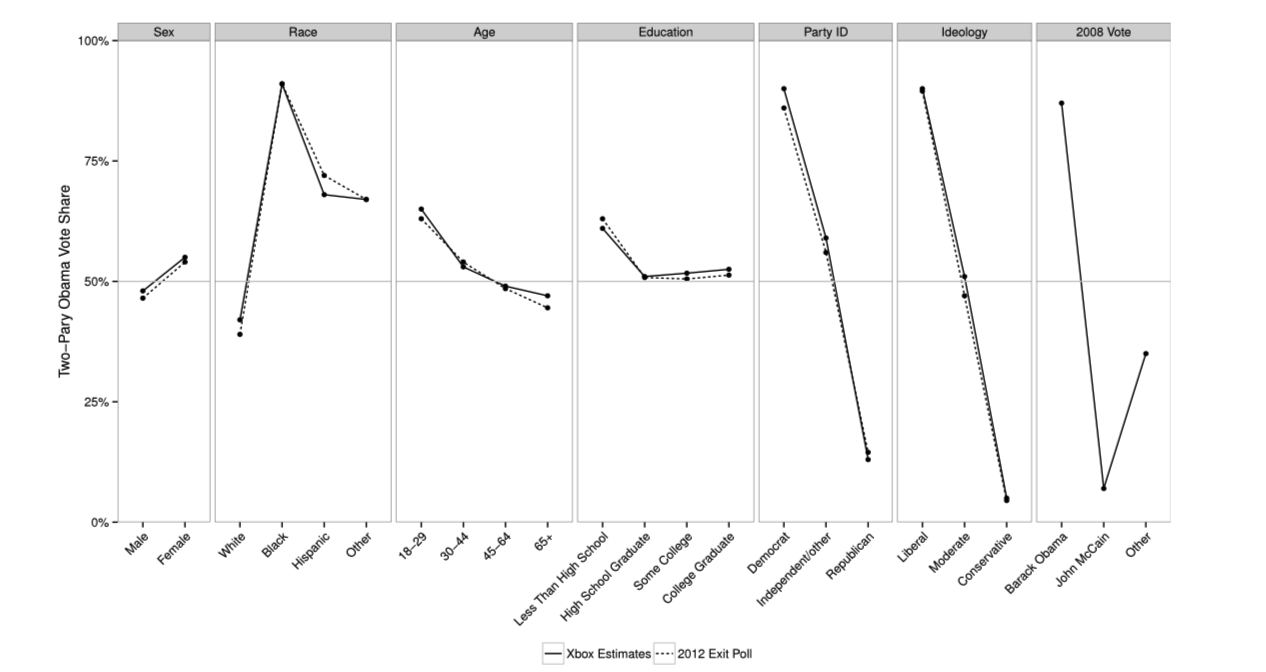 Sex Race Age Education Party ID Ideology 2008 Vote
100%
75%
50%
25%
0%
Two−Pary Obama Vote Share
Male
Female
White
Black
Hispanic
Other
18−29
30−44
45−64
65+
Less Than High School
High School Graduate
Some College
College Graduate
Democrat
Independent/other
Republican
Liberal
Moderate
Conservative
Barack Obama
John McCain
Other
Xbox Estimates 2012 Exit Poll